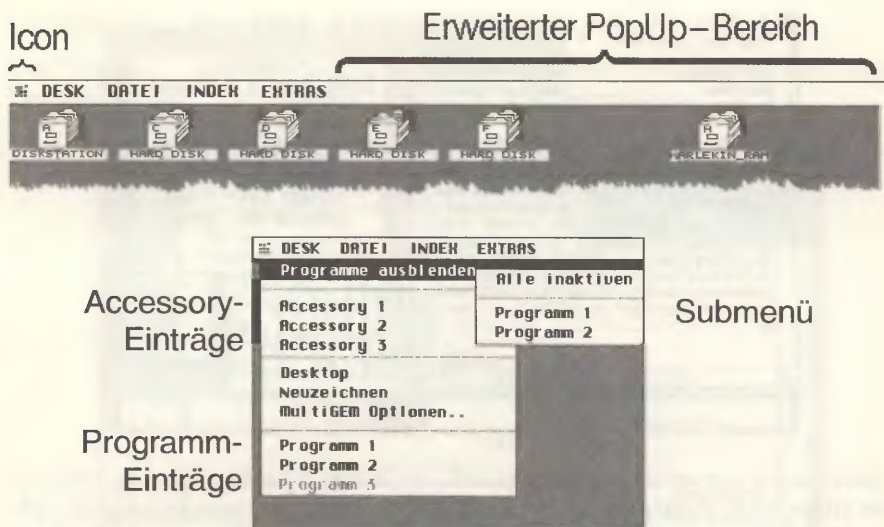 Icon
Erweiterter PopUp-Bereich
DESK DATEI INDEX EXTRAS
A C D E F H
DISKSTATION HARD DISK HARD DISK HARD DISK HARD DISK HARLEKIN_RAM
DESK DATEI INDEX EXTRAS
Programme ausblenden
Alle inaktiven
Accessory-
Einträge
Accessory 1
Accessory 2
Accessory 3
Programm 1
Programm 2
Submenü
Desktop
Neuzeichnen
MultiGEM Optionen..
Programm-
Einträge
Programm 1
Programm 2
Programm 3